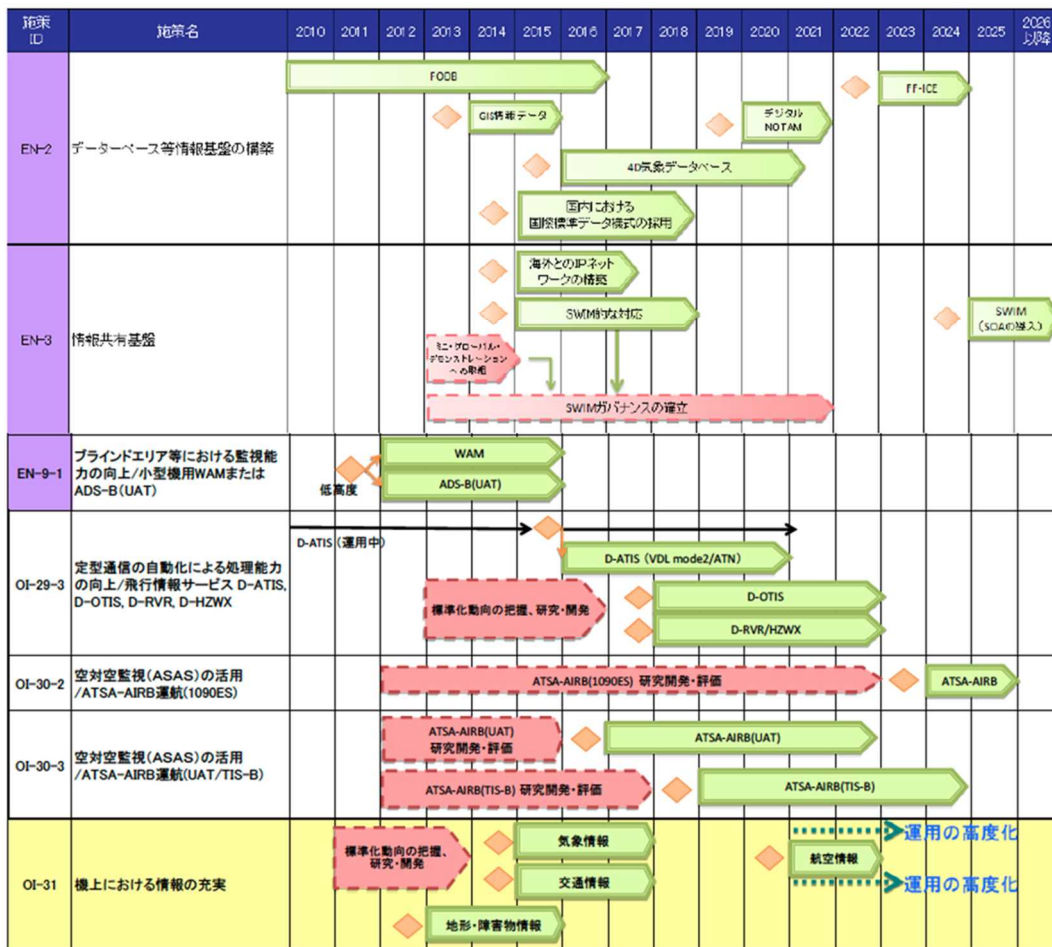 施策
ID
施策名
2010
2011
2012
2013
2014
2015
2016
2017
2018
2019
2020
2021
2022
2023
2024
2025
2026
以降
EN-2
データーベース等情報基盤の構築
FODB
GIS情報データ
デジタル
NOTAM
FF-ICE
4D気象データベース
国内における
国際標準データ様式の採用
EN-3
情報共有基盤
海外とのIPネット
ワークの構築
SWIM的な対応
SWIM
(SOAの導入)
ミニ・グローバル・
デモンストレーション
への取組
SWIMガバナンスの確立
EN-9-1
ブラインドエリア等における監視能
力の向上/小型機用WAMまたは
ADS-B(UAT)
低高度
WAM
ADS-B(UAT)
OI-29-3
定型通信の自動化による処理能力
の向上/飛行情報サービス D-ATIS,
D-OTIS, D-RVR, D-HZWX
D-ATIS(運用中)
D-ATIS (VDL mode2/ATN)
標準化動向の把握、研究・開発
D-OTIS
D-RVR/HZWX
OI-30-2
空対空監視(ASAS)の活用
/ATSA-AIRB運航(1090ES)
ATSA-AIRB(1090ES) 研究開発・評価
ATSA-AIRB
OI-30-3
空対空監視(ASAS)の活用
/ATSA-AIRB運航(UAT/TIS-B)
ATSA-AIRB(UAT)
研究開発・評価
ATSA-AIRB(UAT)
ATSA-AIRB(TIS-B) 研究開発・評価
ATSA-AIRB(TIS-B)
OI-31
機上における情報の充実
標準化動向の把握、
研究・開発
気象情報
交通情報
地形・障害物情報
航空情報
運用の高度化
運用の高度化